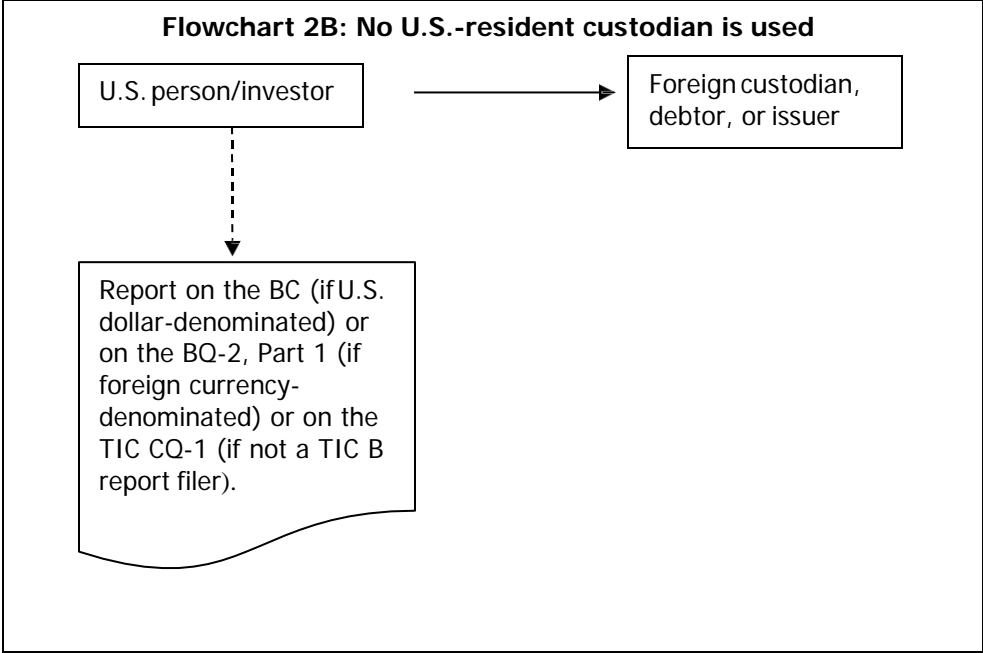 Flowchart 2B: No U.S.-resident custodian is used
U.S. person/investor
Foreign custodian,
debtor, or issuer
Report on the BC (if U.S.
dollar-denominated) or
on the BQ-2, Part 1 (if
foreign currency-
denominated) or on the
TIC CQ-1 (if not a TIC B
report filer).